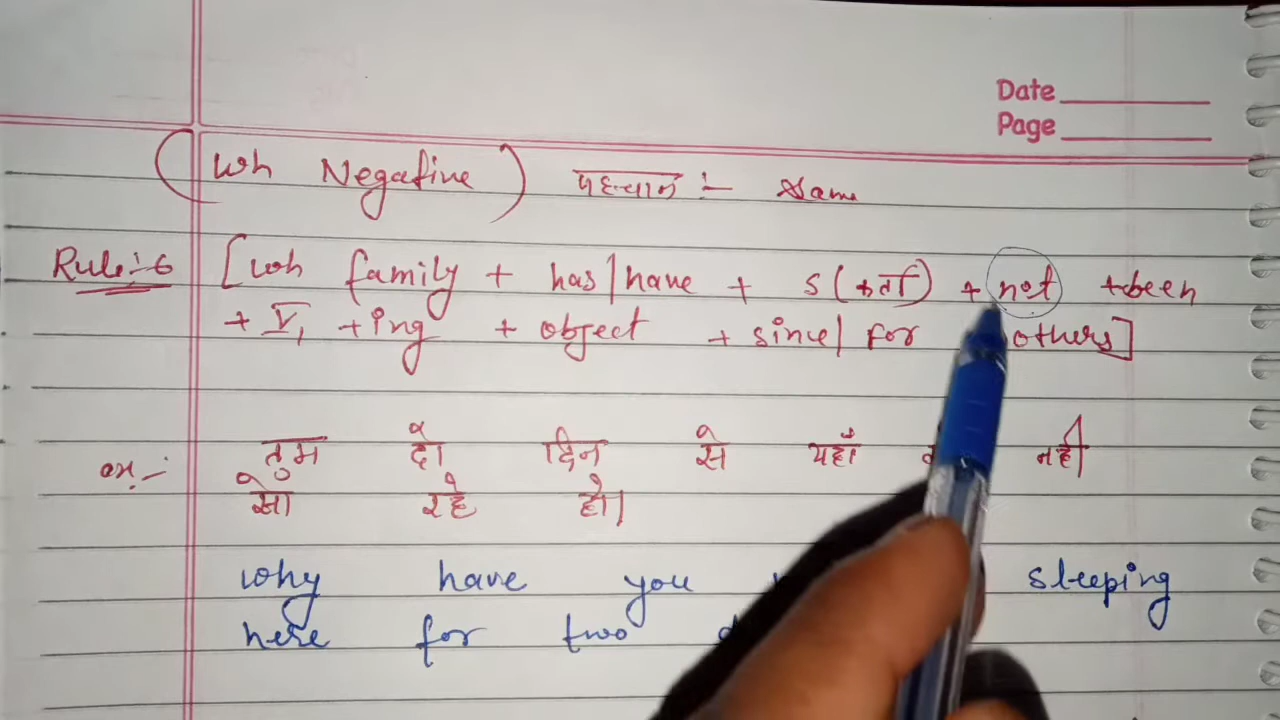 Date
Page
(Wh Negative) पहचान :- Same
Rule:-6 [Wh family + has/have + S(कर्ता) + not + been
+ V1 + ing + object + since/for others]
ex:- तुम दो दिन से यहाँ नहीं
सो रहे हो।
why have you sleeping
here for two